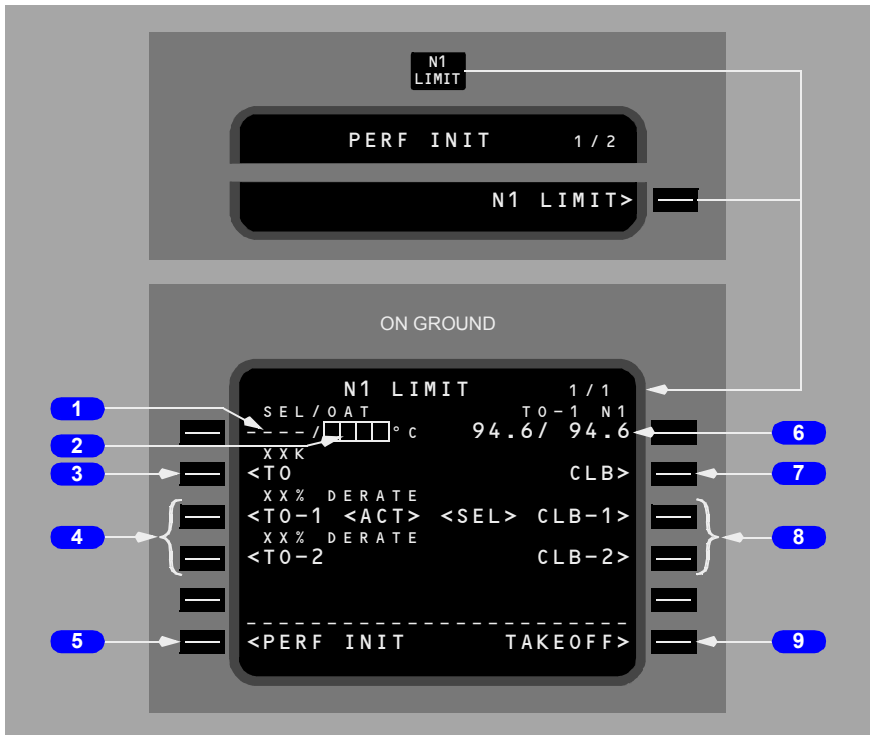 N1
LIMIT
PERF INIT 1/2
N1 LIMIT>
ON GROUND
N1 LIMIT 1/1
SEL/OAT TO-1 N1
----/ °C 94.6/ 94.6
XXK
<TO CLB>
XX% DERATE
<TO-1 <ACT> <SEL> CLB-1>
XX% DERATE
<TO-2 CLB-2>
--------------------------
<PERF INIT TAKEOFF>
1
2
3
4
5
6
7
8
9